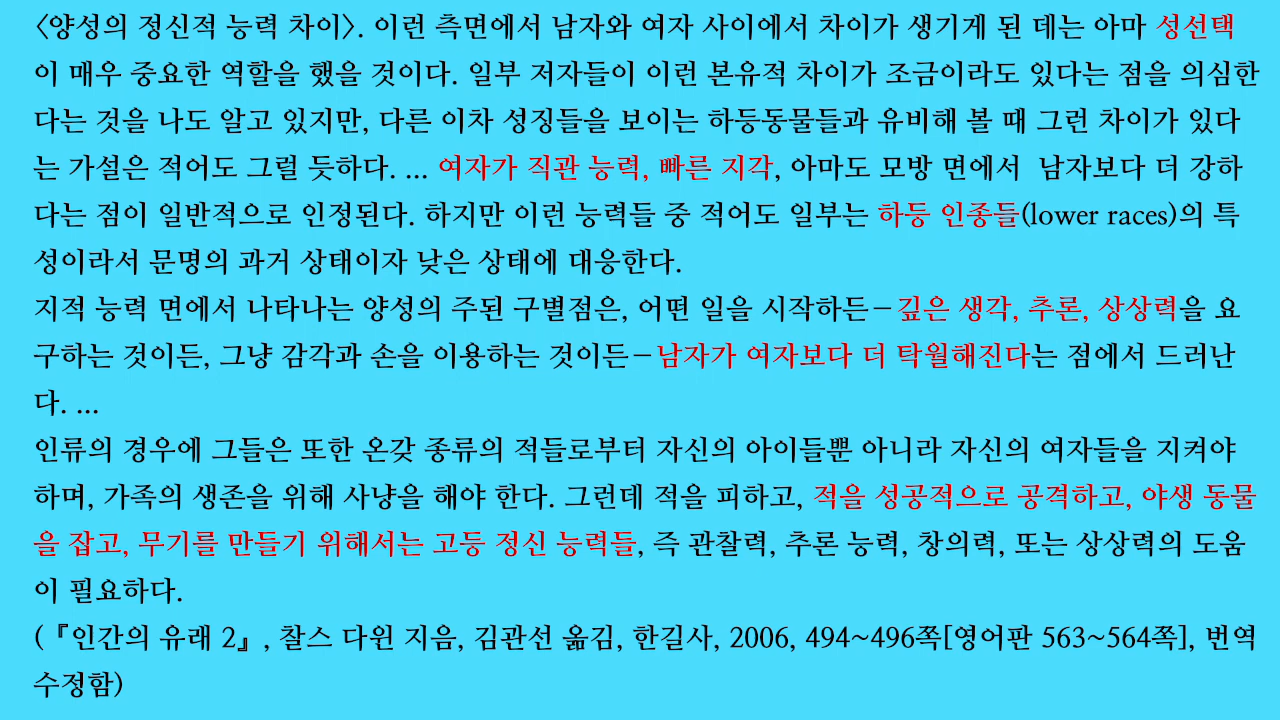 〈양성의 정신적 능력 차이〉. 이런 측면에서 남자와 여자 사이에서 차이가 생기게 된 데는 아마 성선택
이 매우 중요한 역할을 했을 것이다. 일부 저자들이 이런 본유적 차이가 조금이라도 있다는 점을 의심한
다는 것을 나도 알고 있지만, 다른 이차 성징들을 보이는 하등동물들과 유비해 볼 때 그런 차이가 있다
는 가설은 적어도 그럴 듯하다. ... 여자가 직관 능력, 빠른 지각, 아마도 모방 면에서 남자보다 더 강하
다는 점이 일반적으로 인정된다. 하지만 이런 능력들 중 적어도 일부는 하등 인종들(lower races)의 특
성이라서 문명의 과거 상태이자 낮은 상태에 대응한다.
지적 능력 면에서 나타나는 양성의 주된 구별점은, 어떤 일을 시작하든－깊은 생각, 추론, 상상력을 요
구하는 것이든, 그냥 감각과 손을 이용하는 것이든－남자가 여자보다 더 탁월해진다는 점에서 드러난
다. ...
인류의 경우에 그들은 또한 온갖 종류의 적들로부터 자신의 아이들뿐 아니라 자신의 여자들을 지켜야
하며, 가족의 생존을 위해 사냥을 해야 한다. 그런데 적을 피하고, 적을 성공적으로 공격하고, 야생 동물
을 잡고, 무기를 만들기 위해서는 고등 정신 능력들, 즉 관찰력, 추론 능력, 창의력, 또는 상상력의 도움
이 필요하다.
(『인간의 유래 2』, 찰스 다윈 지음, 김관선 옮김, 한길사, 2006, 494~496쪽[영어판 563~564쪽], 번역
수정함)